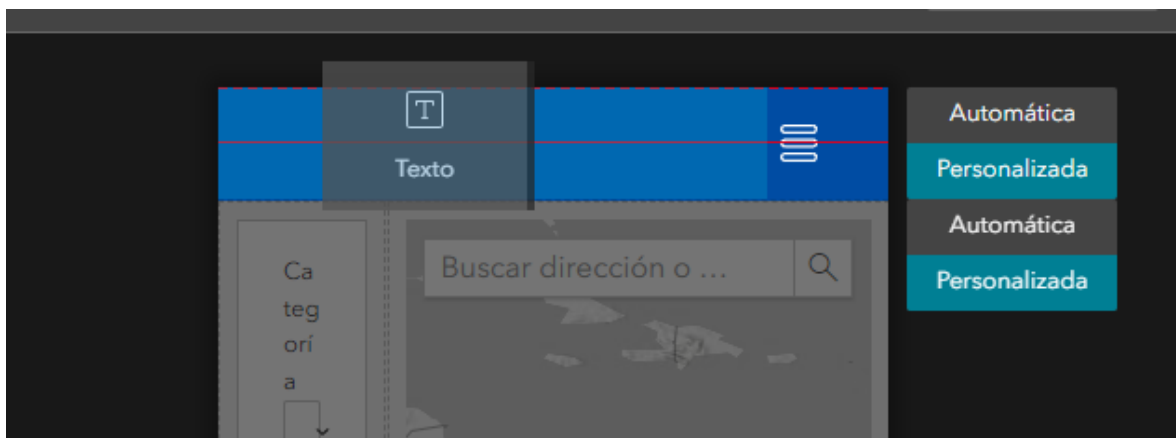 T
Texto
Automática
Personalizada
Automática
Personalizada
Buscar dirección o ...
Ca
teg
orí
a